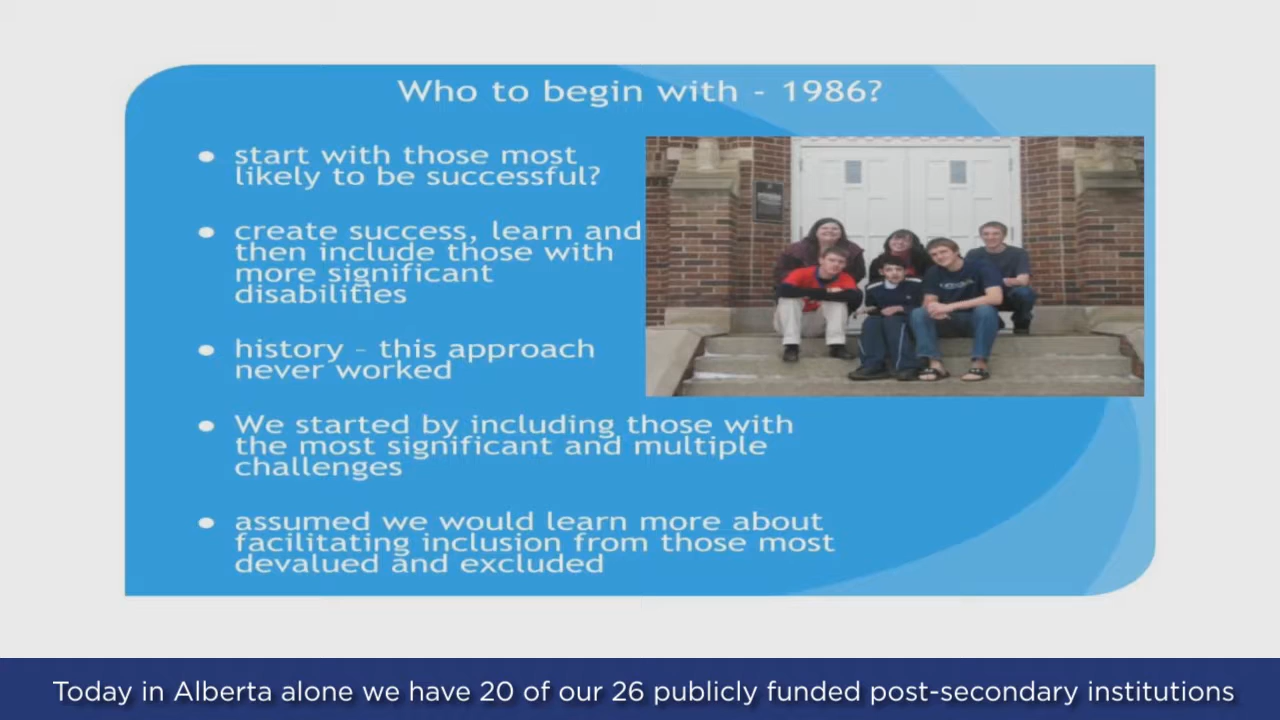 Who to begin with - 1986?
● start with those most
likely to be successful?
● create success, learn and
then include those with
more significant
disabilities
● history – this approach
never worked
● We started by including those with
the most significant and multiple
challenges
● assumed we would learn more about
facilitating inclusion from those most
devalued and excluded
Today in Alberta alone we have 20 of our 26 publicly funded post-secondary institutions